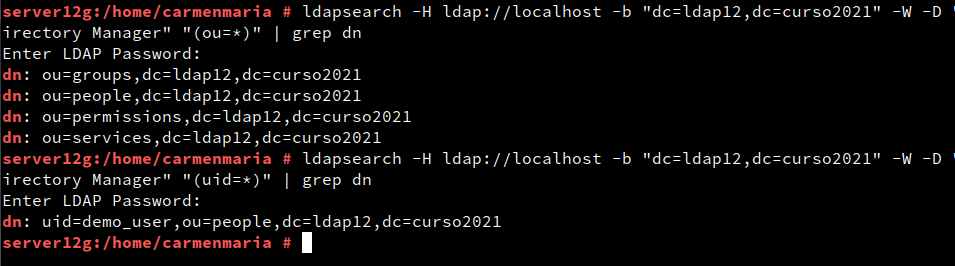 server12g:/home/carmenmaria # ldapsearch -H ldap://localhost -b "dc=ldap12,dc=curso2021" -W -D "
irectory Manager" "(ou=*)" | grep dn
Enter LDAP Password:
dn: ou=groups,dc=ldap12,dc=curso2021
dn: ou=people,dc=ldap12,dc=curso2021
dn: ou=permissions,dc=ldap12,dc=curso2021
dn: ou=services,dc=ldap12,dc=curso2021
server12g:/home/carmenmaria # ldapsearch -H ldap://localhost -b "dc=ldap12,dc=curso2021" -W -D "
irectory Manager" "(uid=*)" | grep dn
Enter LDAP Password:
dn: uid=demo_user,ou=people,dc=ldap12,dc=curso2021
server12g:/home/carmenmaria #